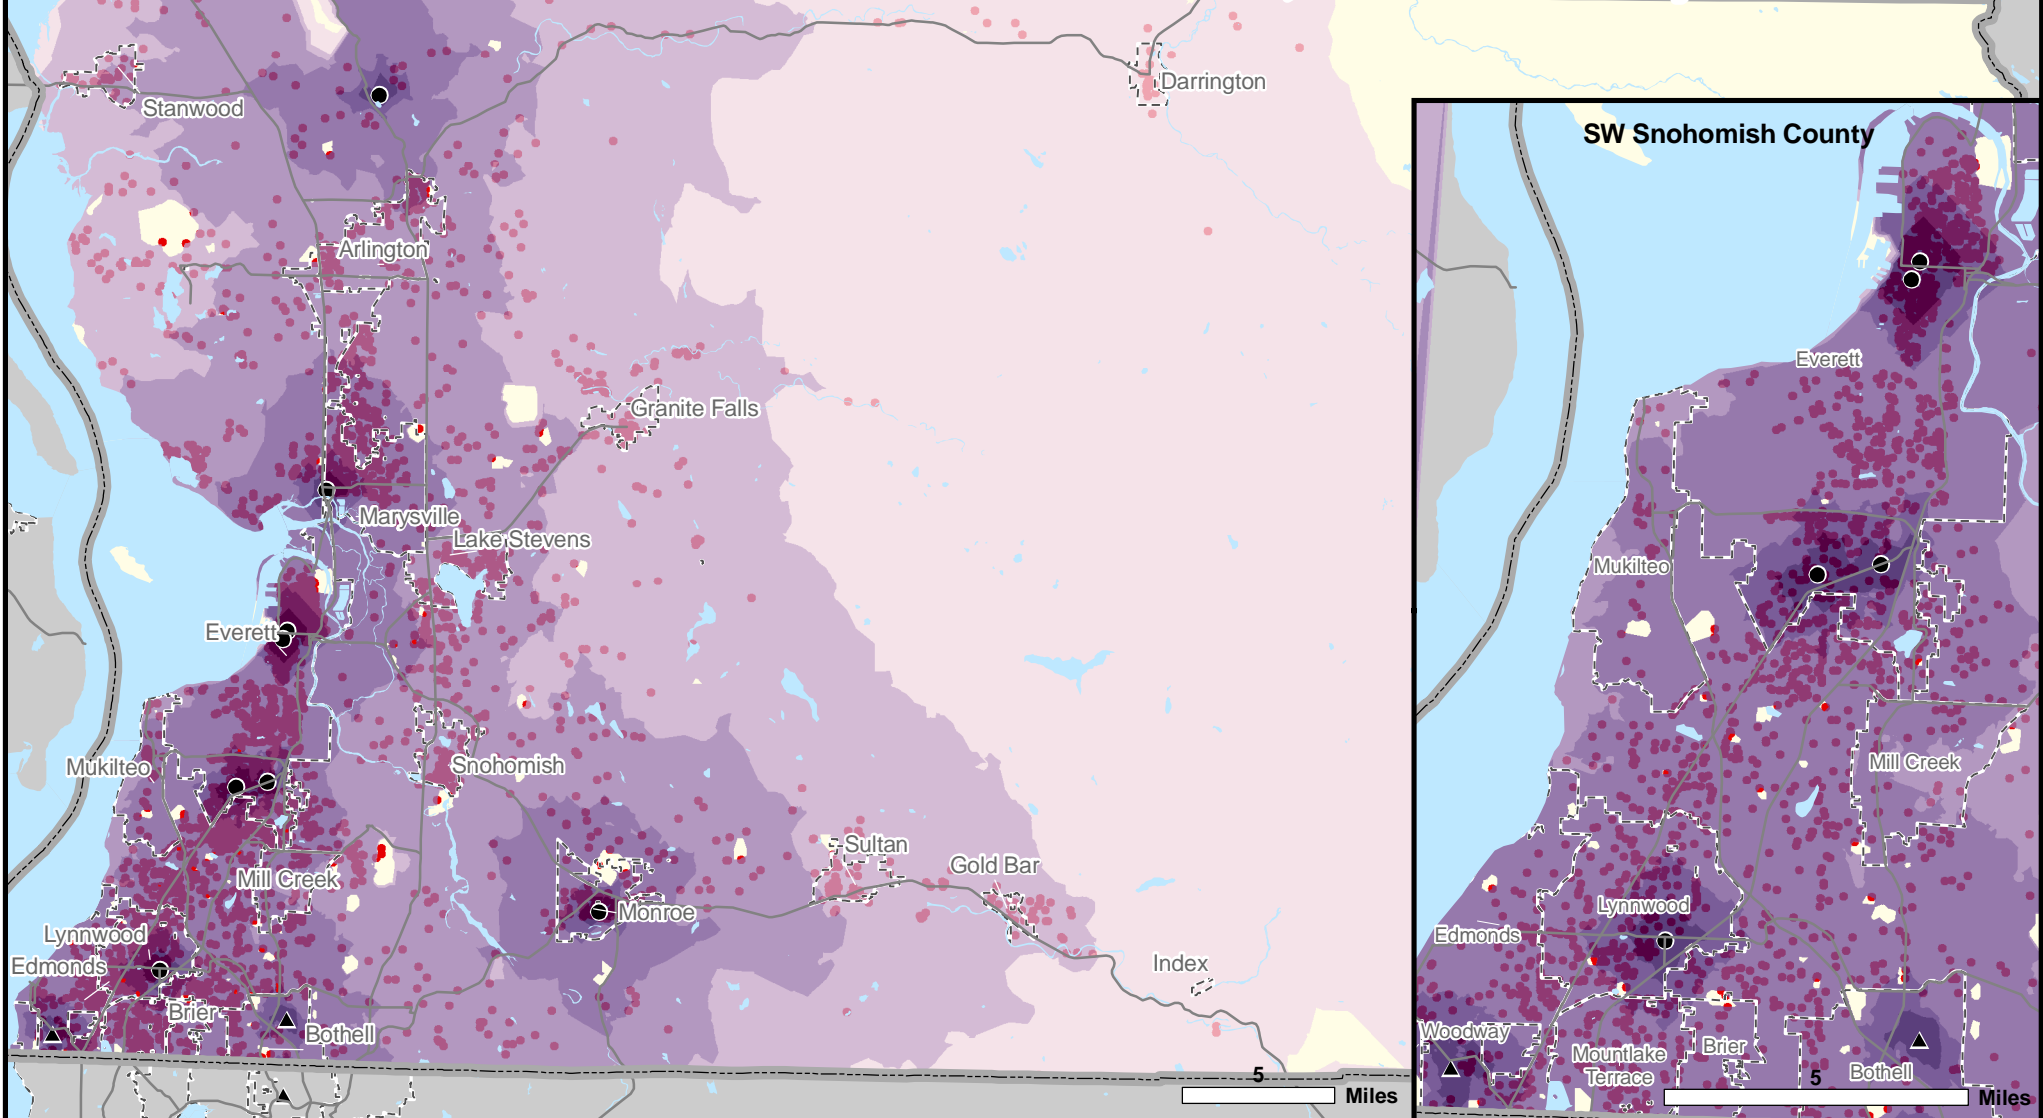 Stanwood
Darrington
Arlington
Granite Falls
Marysville
Lake Stevens
Everett
Mukilteo
Snohomish
Sultan
Mill Creek
Gold Bar
Monroe
Lynnwood
Edmonds
Index
Brier
Bothell
5
Miles
SW Snohomish County
Everett
Mukilteo
Mill Creek
Lynnwood
Edmonds
Woodway
Mountlake
Terrace
Brier
Bothell
5
Miles